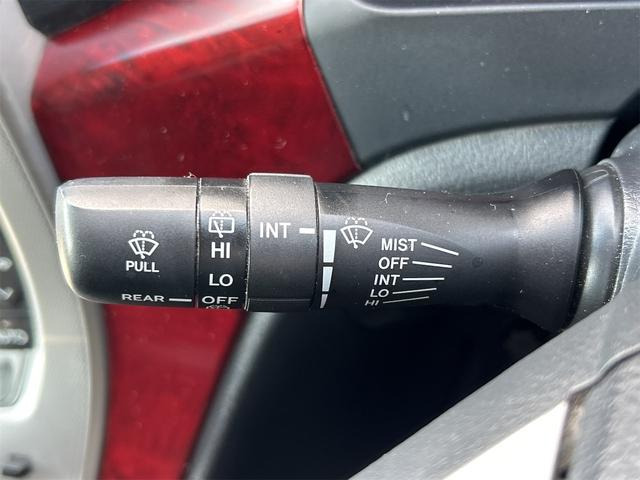 PULL
REAR
HI
LO
OFF
INT
MIST
OFF
INT
LO
HI